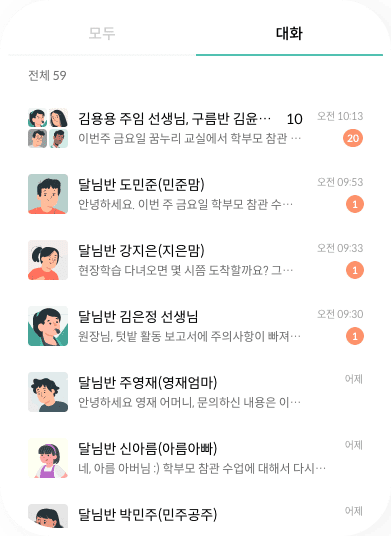 모두
대화
전체 59
김용용 주임 선생님, 구름반 김윤… 10 오전 10:13
이번주 금요일 꿈누리 교실에서 학부모 참관 … 20
달님반 도민준(민준맘) 오전 09:53
안녕하세요. 이번 주 금요일 학부모 참관 수… 1
달님반 강지은(지은맘) 오전 09:33
현장학습 다녀오면 몇 시쯤 도착할까요? 그… 1
달님반 김은정 선생님 오전 09:30
원장님, 텃밭 활동 보고서에 주의사항이 빠져… 1
달님반 주영재(영재엄마) 어제
안녕하세요 영재 어머니, 문의하신 내용은 이…
달님반 신아름(아름아빠) 어제
네, 아름 아버님 :) 학부모 참관 수업에 대해서 다시…
달님반 박민주(민주공주) 어제